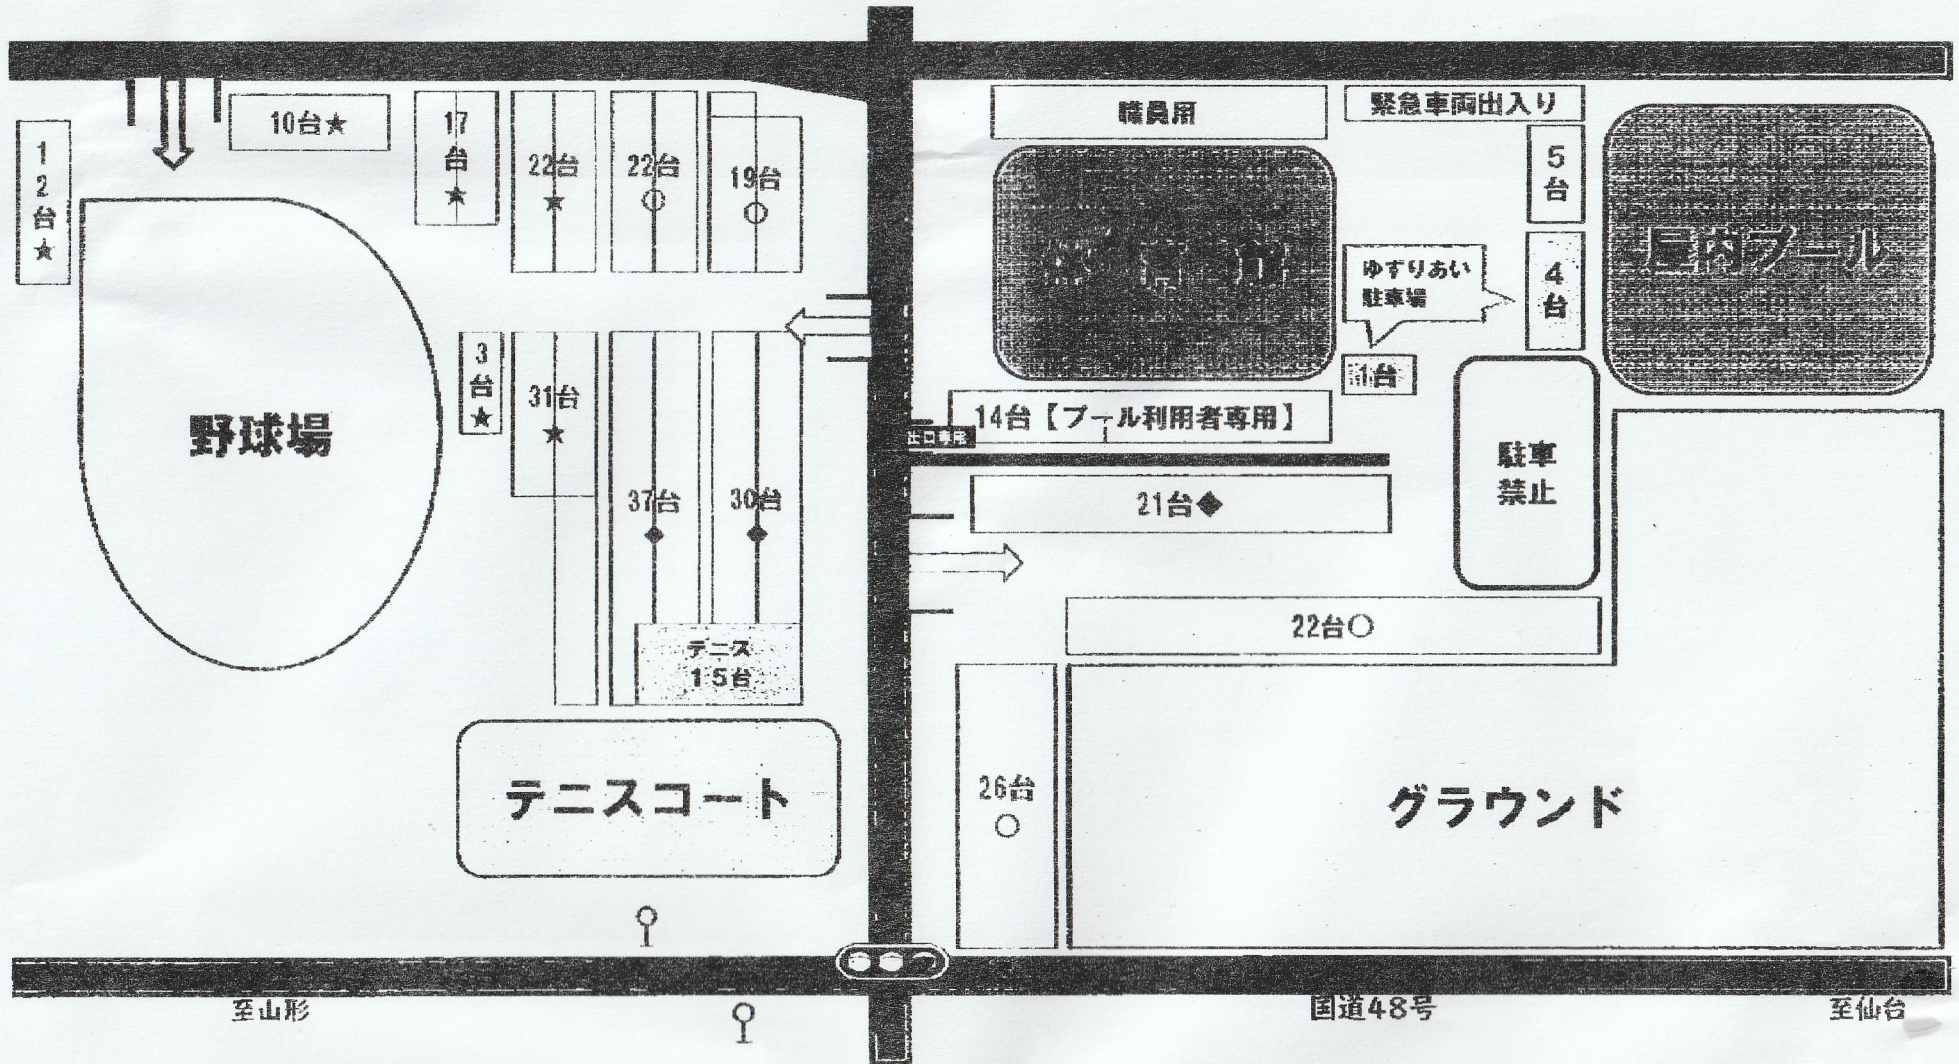 職員用
緊急車両出入り
10台★
17
台
★
22台
★
22台
○
19台
○
1
2
台
★
5
台
屋内プール
ゆずりあい
駐車場
4
台
1台
3
台
★
31台
★
野球場
14台【プール利用者専用】
出口専用
駐車
禁止
37台
◆
30台
◆
21台◆
22台○
テニス
15台
テニスコート
26台
○
グラウンド
至山形
国道48号
至仙台